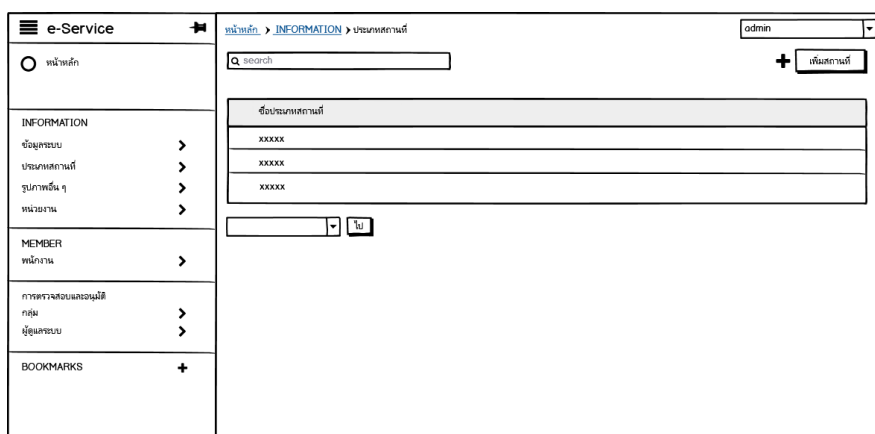 e-Service
หน้าหลัก
INFORMATION
ข้อมูลระบบ
ประเภทสถานที่
รูปภาพอื่น ๆ
หน่วยงาน
MEMBER
พนักงาน
การตรวจสอบและอนุมัติ
กลุ่ม
ผู้ดูแลระบบ
BOOKMARKS
หน้าหลัก > INFORMATION > ประเภทสถานที่
admin
search
เพิ่มสถานที่
ชื่อประเภทสถานที่
xxxxx
xxxxx
xxxxx
ไป